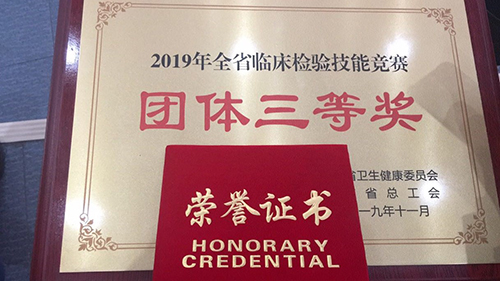 2019年全省临床检验技能竞赛
团体三等奖
省卫生健康委员会
省总工会
一九年十一月
荣誉证书
HONORARY
CREDENTIAL